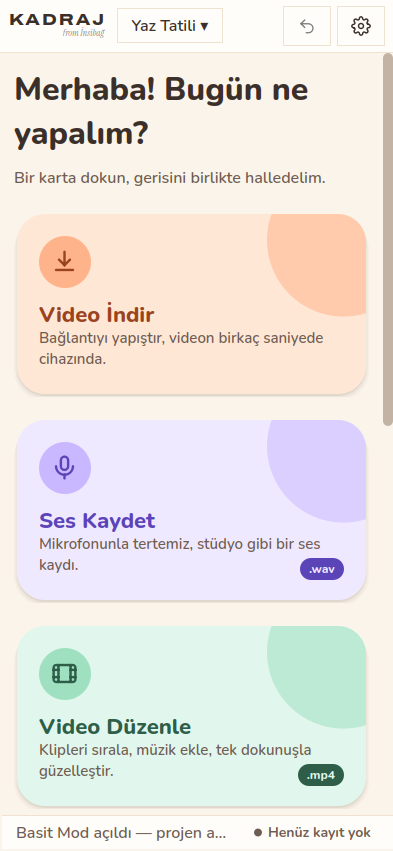 KADRAJ
from İnsibağ
Yaz Tatili ▾
Merhaba! Bugün ne
yapalım?
Bir karta dokun, gerisini birlikte halledelim.
Video İndir
Bağlantıyı yapıştır, videon birkaç saniyede
cihazında.
Ses Kaydet
Mikrofonunla tertemiz, stüdyo gibi bir ses
kaydı.
.wav
Video Düzenle
Klipleri sırala, müzik ekle, tek dokunuşla
güzelleştir.
.mp4
Basit Mod açıldı — projen a...
Henüz kayıt yok